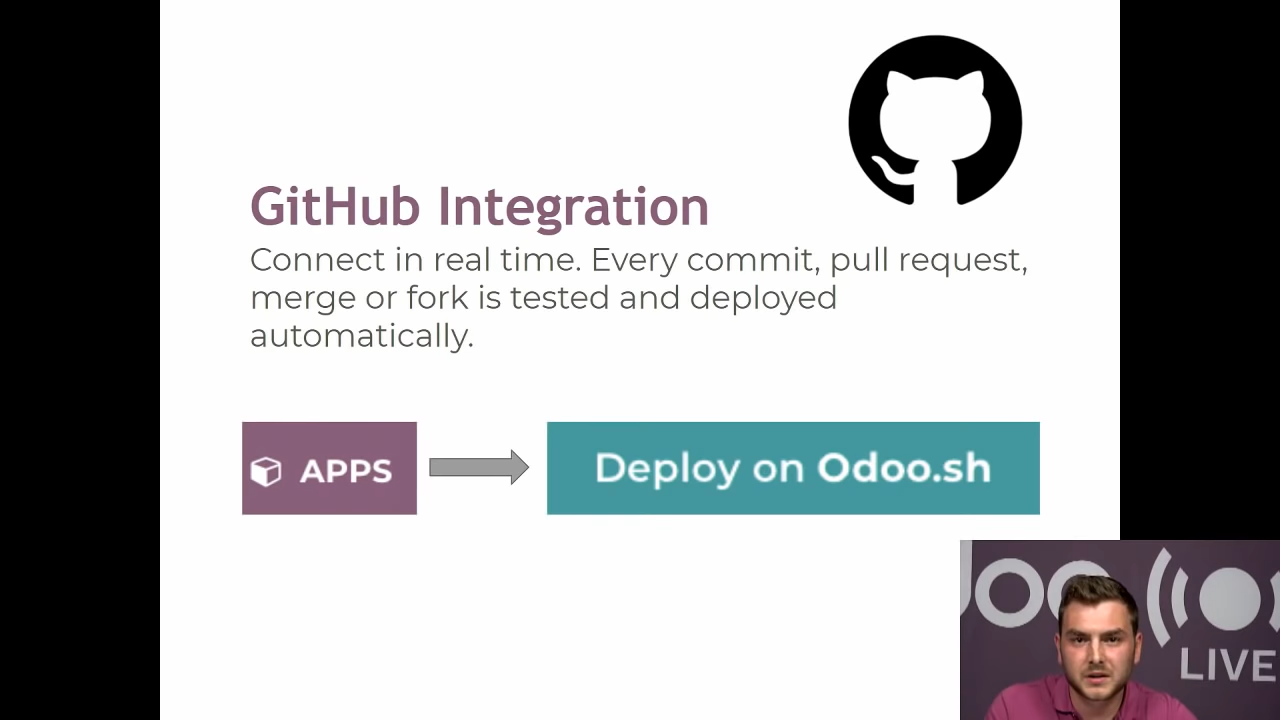 GitHub Integration
Connect in real time. Every commit, pull request,
merge or fork is tested and deployed
automatically.
APPS
Deploy on Odoo.sh
doo
LIVE